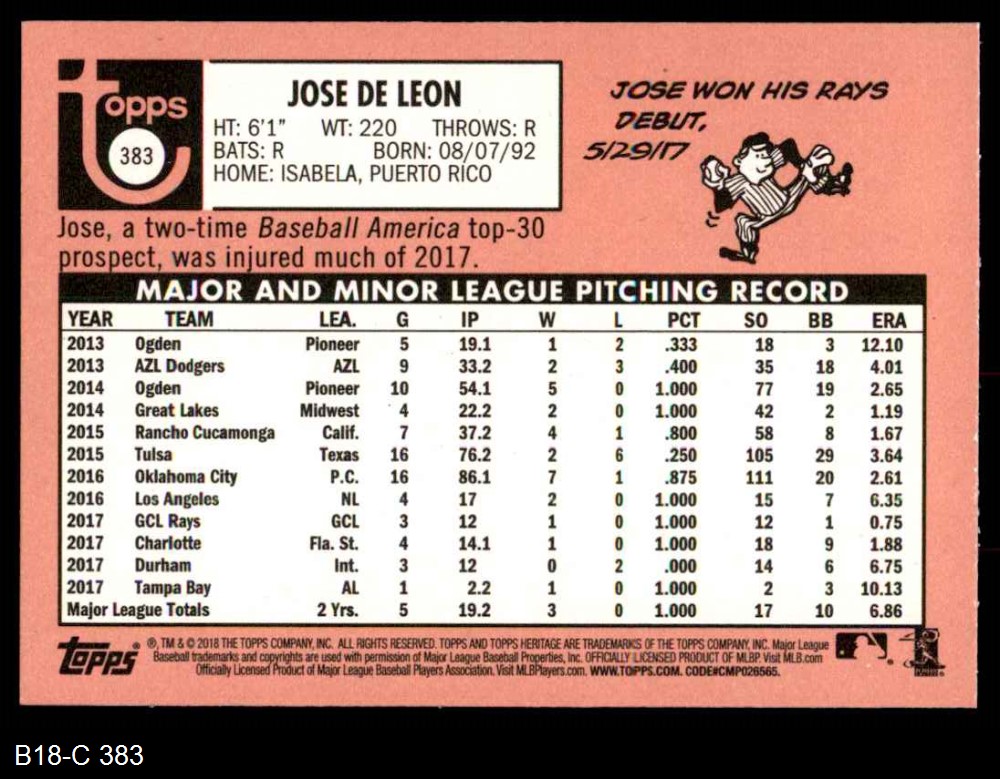 topps
383
JOSE DE LEON
HT: 6'1" WT: 220 THROWS: R
BATS: R BORN: 08/07/92
HOME: ISABELA, PUERTO RICO
JOSE WON HIS RAYS
DEBUT,
5/29/17
Jose, a two-time Baseball America top-30
prospect, was injured much of 2017.
MAJOR AND MINOR LEAGUE PITCHING RECORD
YEAR TEAM LEA. G IP W L PCT SO BB ERA
2013 Ogden Pioneer 5 19.1 1 2 .333 18 3 12.10
2013 AZL Dodgers AZL 9 33.2 2 3 .400 35 18 4.01
2014 Ogden Pioneer 10 54.1 5 0 1.000 77 19 2.65
2014 Great Lakes Midwest 4 22.2 2 0 1.000 42 2 1.19
2015 Rancho Cucamonga Calif. 7 37.2 4 1 .800 58 8 1.67
2015 Tulsa Texas 16 76.2 2 6 .250 105 29 3.64
2016 Oklahoma City P.C. 16 86.1 7 1 .875 111 20 2.61
2016 Los Angeles NL 4 17 2 0 1.000 15 7 6.35
2017 GCL Rays GCL 3 12 1 0 1.000 12 1 0.75
2017 Charlotte Fla. St. 4 14.1 1 0 1.000 18 9 1.88
2017 Durham Int. 3 12 0 2 .000 14 6 6.75
2017 Tampa Bay AL 1 2.2 1 0 1.000 2 3 10.13
Major League Totals 2 Yrs. 5 19.2 3 0 1.000 17 10 6.86
topps® ®, TM & © 2018 THE TOPPS COMPANY, INC. ALL RIGHTS RESERVED. TOPPS AND TOPPS HERITAGE ARE TRADEMARKS OF THE TOPPS COMPANY, INC. Major League
Baseball trademarks and copyrights are used with permission of Major League Baseball Properties, Inc. OFFICIALLY LICENSED PRODUCT OF MLBP. Visit MLB.com
Officially Licensed Product of Major League Baseball Players Association. Visit MLBPlayers.com. WWW.TOPPS.COM. CODE#CMP026565.
B18-C 383